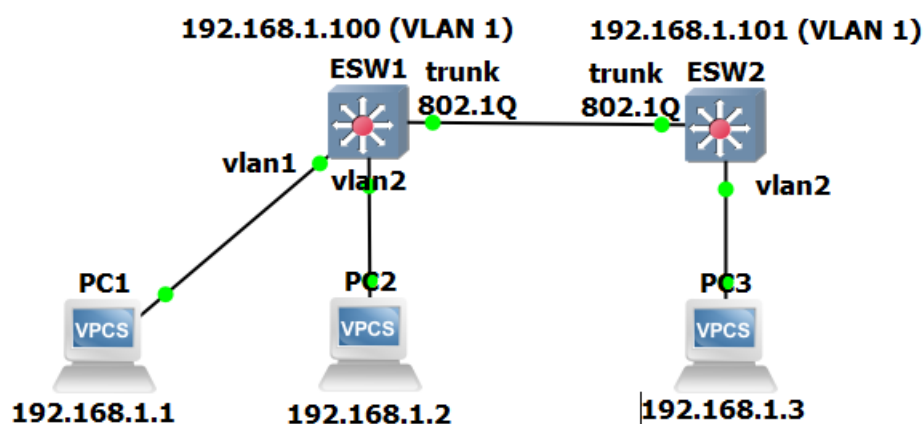 192.168.1.100 (VLAN 1)
192.168.1.101 (VLAN 1)
ESW1
trunk
802.1Q
trunk
802.1Q
ESW2
vlan1
vlan2
vlan2
PC1
PC2
PC3
VPCS
VPCS
VPCS
192.168.1.1
192.168.1.2
192.168.1.3